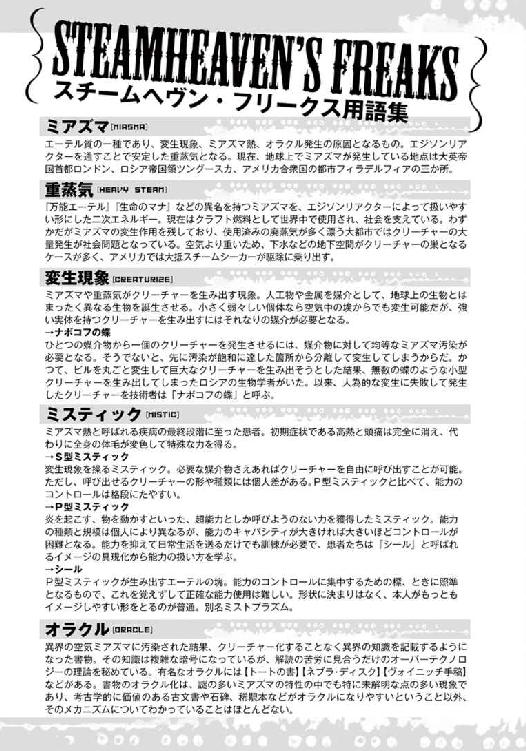 STEAMHEAVEN'S FREAKS
スチームヘヴン・フリークス用語集
ミアズマ[MIASMA]
エーテル質の一種であり、変生現象、ミアズマ熱、オラクル発生の原因となるもの。エジソンリア
クターを通すことで安定した重蒸気となる。現在、地球上でミアズマが発生している地点は大英帝
国首都ロンドン、ロシア帝国領ツングースカ、アメリカ合衆国の都市フィラデルフィアの三か所。
重蒸気[HEAVY STEAM]
『万能エーテル』『生命のマナ』などの異名を持つミアズマを、エジソンリアクターによって扱いやす
い形にした二次エネルギー。現在はクラフト燃料として世界中で使用され、社会を支えている。わず
かだがミアズマの変生作用を残しており、使用済みの廃蒸気が多く漂う大都市ではクリーチャーの大
量発生が社会問題となっている。空気より重いため、下水などの地下空間がクリーチャーの巣となる
ケースが多く、アメリカでは大抵スチームシーカーが駆除に乗り出す。
変生現象[CREATURIZE]
ミアズマや重蒸気がクリーチャーを生み出す現象。人工物や金属を媒介として、地球上の生物とは
まったく異なる生物を誕生させる。小さく弱々しい個体なら空気中の埃からでも変生可能だが、強
い実体を持つクリーチャーを生み出すにはそれなりの媒介が必要となる。
→ナボコフの蝶
ひとつの媒介物から一個のクリーチャーを発生させるには、媒介物に対して均等なミアズマ汚染が
必要となる。そうでないと、先に汚染が飽和に達した箇所から分離して変生してしまうからだ。か
つて、ビルを丸ごと変生して巨大なクリーチャーを生み出そうとした結果、無数の蝶のような小型
クリーチャーを生み出してしまったロシアの生物学者がいた。以来、人為的な変生に失敗して発生
したクリーチャーを技術者は「ナボコフの蝶」と呼ぶ。
ミスティック[MISTIC]
ミアズマ熱と呼ばれる疾病の最終段階に至った患者。初期症状である高熱と頭痛は完全に消え、代
わりに全身の体毛が変色して特殊な力を得る。
→S型ミスティック
変生現象を操るミスティック。必要な媒介物さえあればクリーチャーを自由に呼び出すことが可能。
ただし、呼び出せるクリーチャーの形や種類には個人差がある。P型ミスティックと比べて、能力の
コントロールは格段にたやすい。
→P型ミスティック
炎を起こす、物を動かすといった、超能力としか呼びようのない力を獲得したミスティック。能力
の種類と規模は個人により異なるが、能力のキャパシティが大きければ大きいほどコントロールが
困難となる。能力を抑えて日常生活を送るだけでも訓練が必要で、患者たちは「シール」と呼ばれ
るイメージの具現化から能力の扱い方を学ぶ。
→シール
P型ミスティックが生み出すエーテルの塊。能力のコントロールに集中するための標、ときに照準
となるもので、これを覚えずして正確な能力使用は難しい。形状に決まりはなく、本人がもっとも
イメージしやすい形をとるのが普通。別名ミストプラズム。
オラクル[ORACLE]
異界の空気ミアズマに汚染された結果、クリーチャー化することなく異界の知識を記載するように
なった書物。その知識は複雑な暗号になっているが、解読の苦労に見合うだけのオーバーテクノロ
ジーの理論を秘めている。有名なオラクルには【トートの書】【ネブラ・ディスク】【ヴォイニッチ手稿】
などがある。書物のオラクル化は、謎の多いミアズマの特性の中でも特に未解明な点の多い現象で
あり、考古学的に価値のある古文書や石碑、稀覯本などがオラクルになりやすいということ以外、
そのメカニズムについてわかっていることはほとんどない。